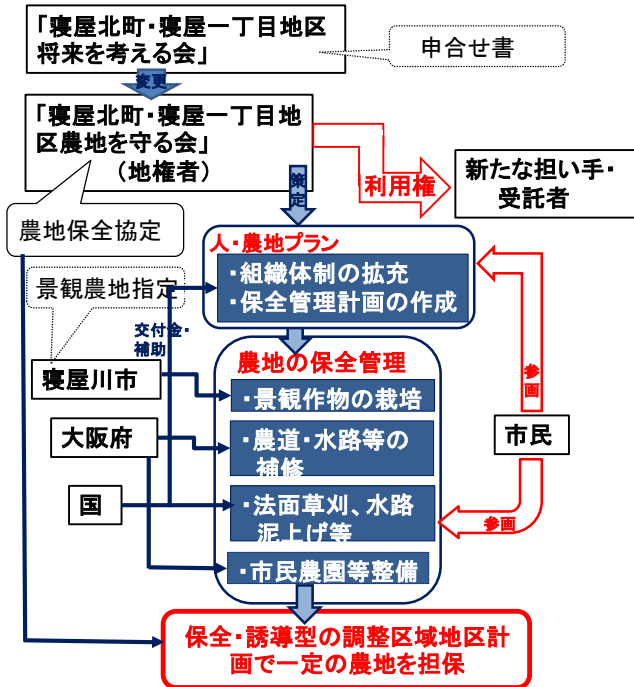 「寝屋北町・寝屋一丁目地区
将来を考える会」
申合せ書
変更
「寝屋北町・寝屋一丁目地
区農地を守る会」
（地権者）
利用権
新たな担い手・
受託者
策定
農地保全協定
人・農地プラン
・組織体制の拡充
・保全管理計画の作成
景観農地指定
交付金・
補助
農地の保全管理
参画
寝屋川市
・景観作物の栽培
大阪府
・農道・水路等の
補修
市民
国
・法面草刈、水路
泥上げ等
参画
・市民農園等整備
保全・誘導型の調整区域地区計
画で一定の農地を担保